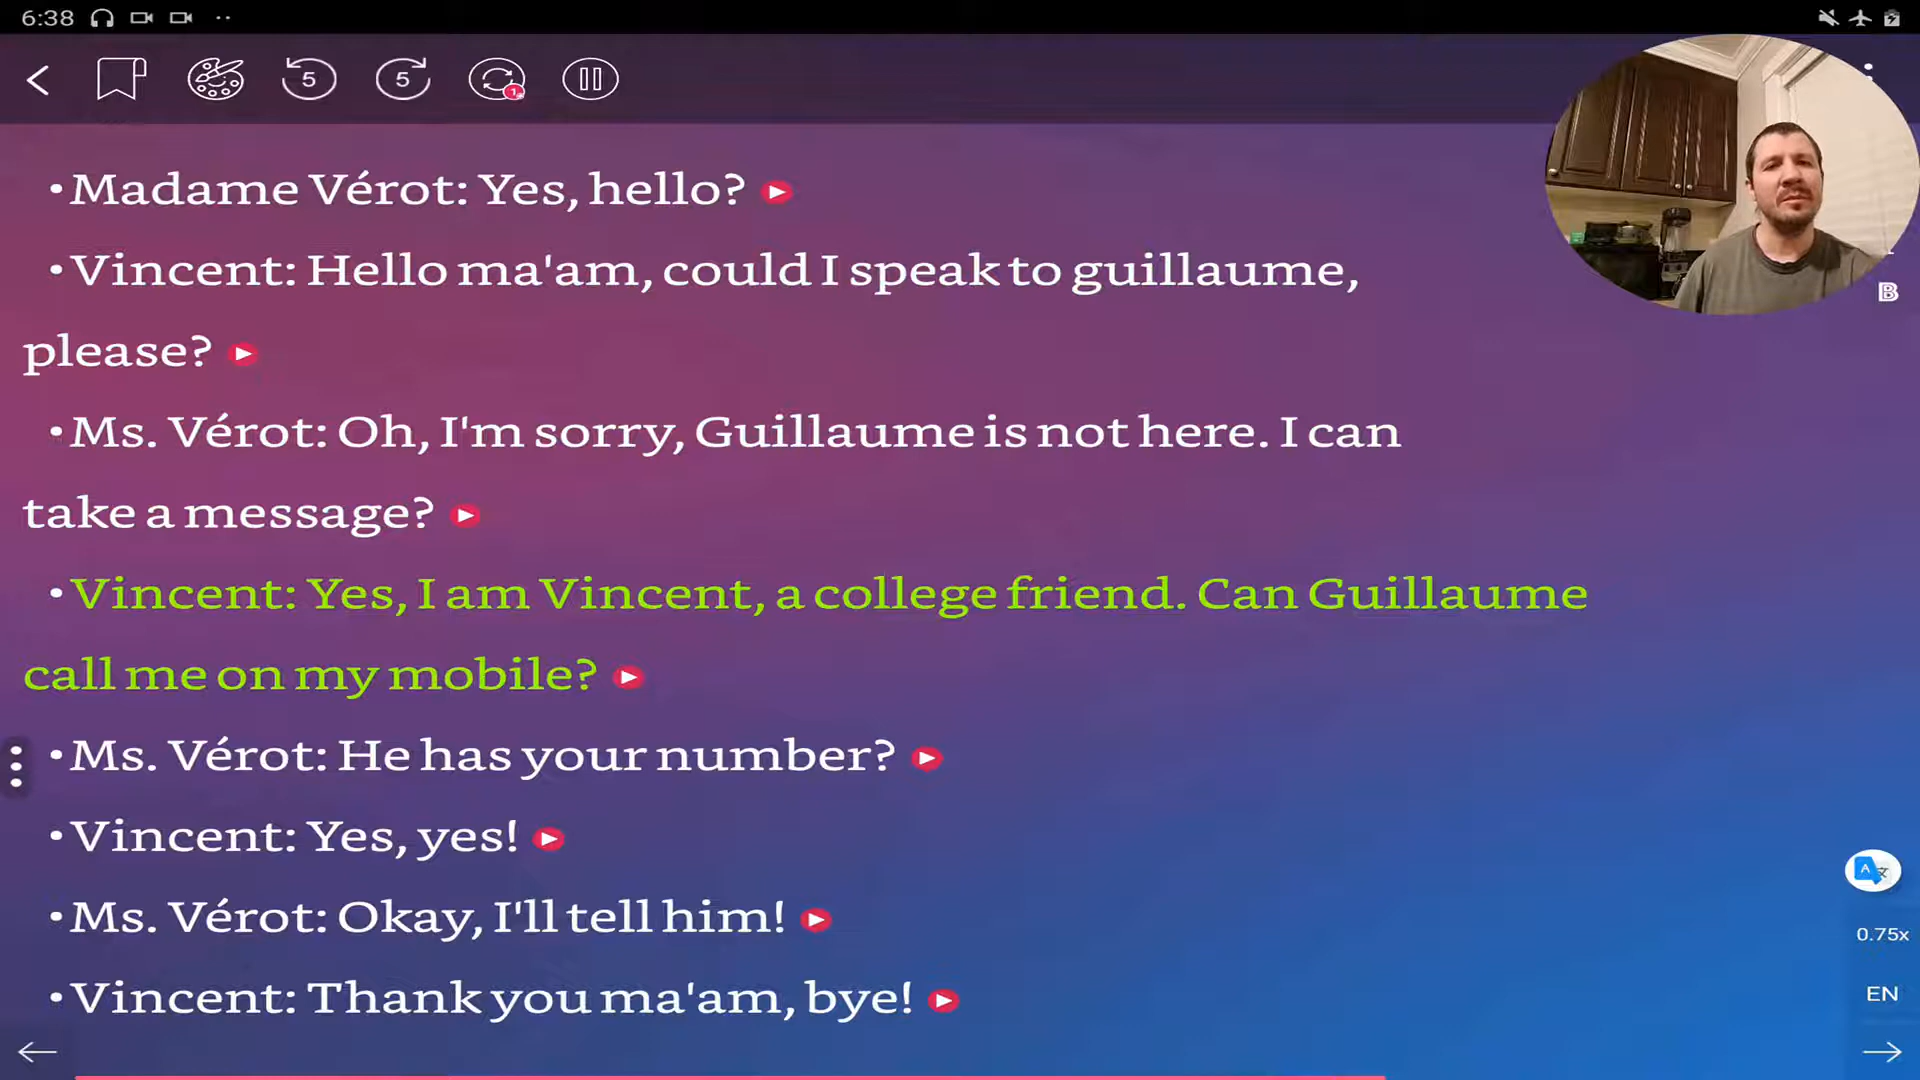 6:38
5 5 1
•Madame Vérot: Yes, hello?
•Vincent: Hello ma'am, could I speak to guillaume,
please?
•Ms. Vérot: Oh, I'm sorry, Guillaume is not here. I can
take a message?
•Vincent: Yes, I am Vincent, a college friend. Can Guillaume
call me on my mobile?
•Ms. Vérot: He has your number?
•Vincent: Yes, yes!
•Ms. Vérot: Okay, I'll tell him!
•Vincent: Thank you ma'am, bye!
B
A文
0.75x
EN